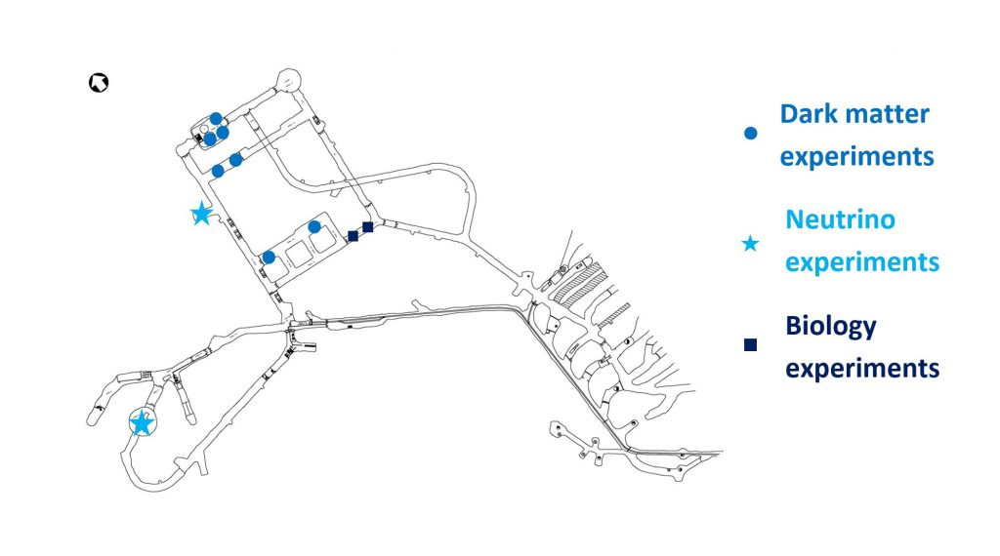 Dark matter
experiments
Neutrino
experiments
Biology
experiments